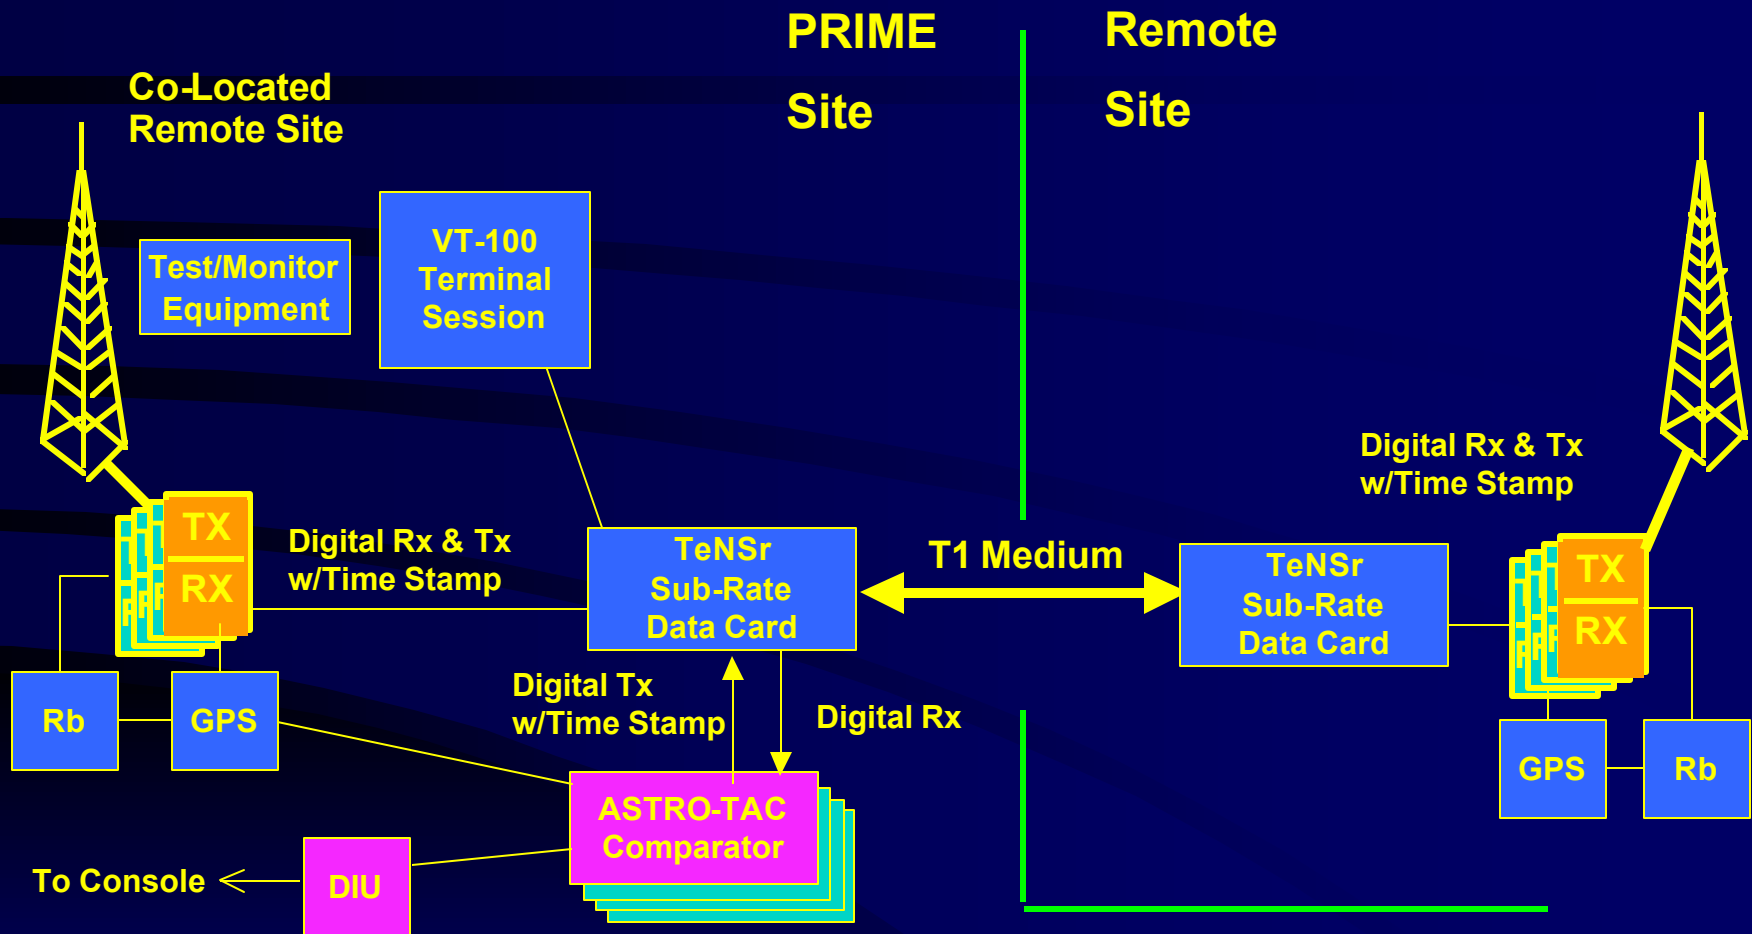 PRIME
Site
Remote
Site
Co-Located
Remote Site
Test/Monitor
Equipment
VT-100
Terminal
Session
TX
RX
Digital Rx & Tx
w/Time Stamp
TeNSr
Sub-Rate
Data Card
T1 Medium
Digital Rx & Tx
w/Time Stamp
TeNSr
Sub-Rate
Data Card
TX
RX
Rb
GPS
Digital Tx
w/Time Stamp
Digital Rx
GPS
Rb
ASTRO-TAC
Comparator
To Console
DIU